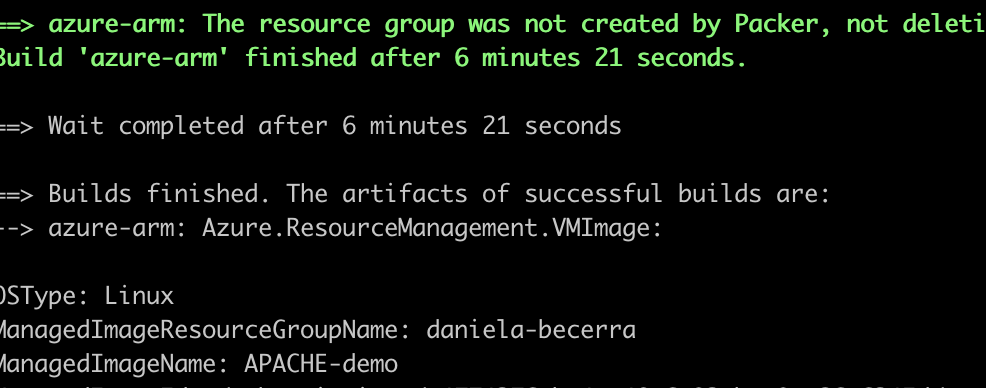 ==> azure-arm: The resource group was not created by Packer, not deleti
Build 'azure-arm' finished after 6 minutes 21 seconds.
==> Wait completed after 6 minutes 21 seconds
==> Builds finished. The artifacts of successful builds are:
--> azure-arm: Azure.ResourceManagement.VMImage:
OSType: Linux
ManagedImageResourceGroupName: daniela-becerra
ManagedImageName: APACHE-demo